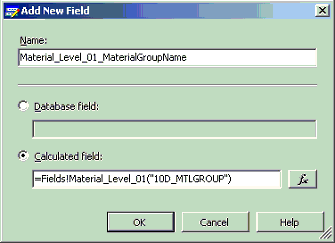 Add New Field
Name:
Material_Level_01_MaterialGroupName
Database field:
Calculated field:
=Fields!Material_Level_01("10D_MTLGROUP")
fx
OK Cancel Help